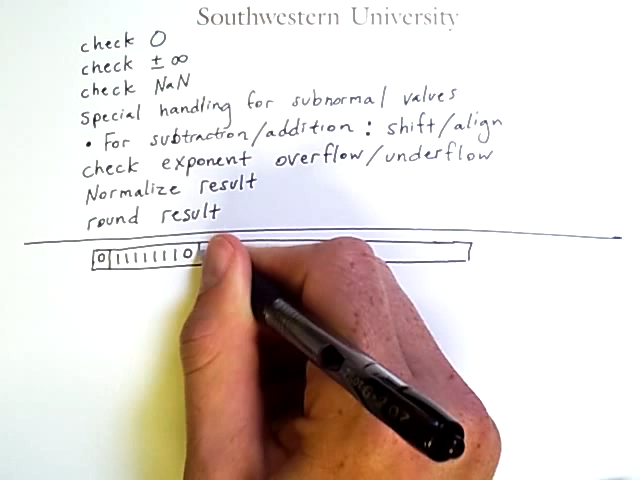 Southwestern University
check 0
check ± ∞
check NaN
Special handling for subnormal values
• For subtraction/addition: shift/align
check exponent overflow/underflow
Normalize result
round result
0 11111110